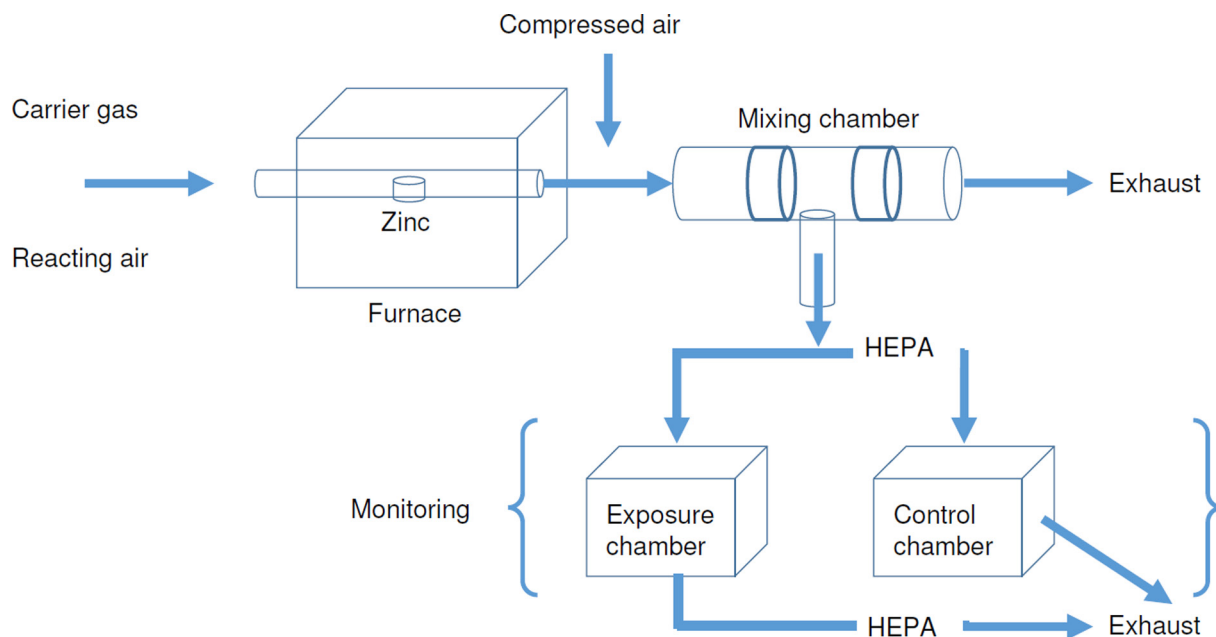 Compressed air
Carrier gas
Mixing chamber
Exhaust
Zinc
Reacting air
Furnace
HEPA
Monitoring
Exposure
chamber
Control
chamber
HEPA
Exhaust